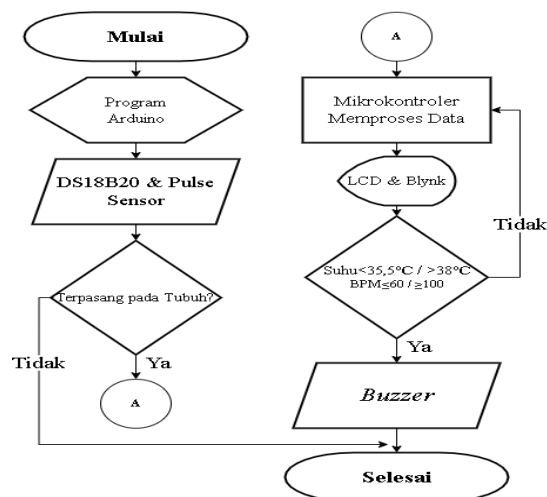 Mulai
Program
Arduino
DS18B20 & Pulse
Sensor
Terpasang pada Tubuh?
Tidak
Ya
A
A
Mikrokontroler
Memproses Data
LCD & Blynk
Tidak
Suhu<35,5°C / >38°C
BPM≤60 / ≥100
Ya
Buzzer
Selesai